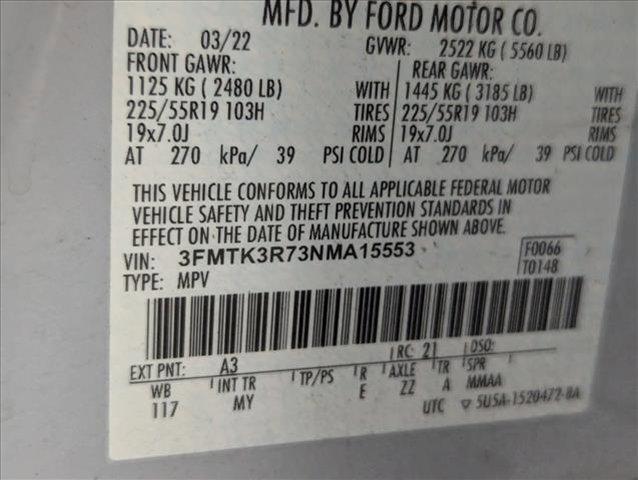 MFD. BY FORD MOTOR CO.
DATE: 03/22 GVWR: 2522 KG ( 5560 LB)
FRONT GAWR: REAR GAWR:
1125 KG ( 2480 LB) WITH 1445 KG ( 3185 LB) WITH
225/55R19 103H TIRES 225/55R19 103H TIRES
19x7.0J RIMS 19x7.0J RIMS
AT 270 kPa/ 39 PSI COLD AT 270 kPa/ 39 PSI COLD
THIS VEHICLE CONFORMS TO ALL APPLICABLE FEDERAL MOTOR
VEHICLE SAFETY AND THEFT PREVENTION STANDARDS IN
EFFECT ON THE DATE OF MANUFACTURE SHOWN ABOVE.
VIN: 3FMTK3R73NMA15553 F0066
TYPE: MPV T0148
EXT PNT: A3 RC: 21 DSO:
WB INT TR TP/PS R AXLE TR SPR
117 MY E ZZ A MMAA
UTC 5U5A-1520472-BA